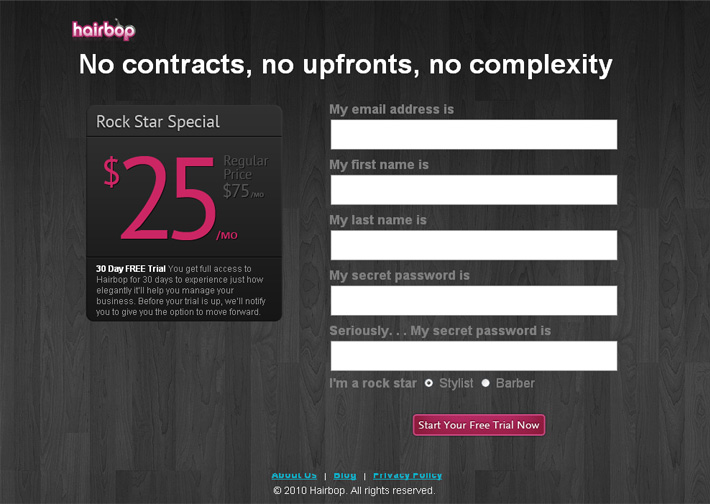 hairbop
No contracts, no upfronts, no complexity
Rock Star Special
$25/MO
Regular
Price
$75/MO
30 Day FREE Trial You get full access to
Hairbop for 30 days to experience just how
elegantly it'll help you manage your
business. Before your trial is up, we'll notify
you to give you the option to move forward.
My email address is
My first name is
My last name is
My secret password is
Seriously. . . My secret password is
I'm a rock star Stylist Barber
Start Your Free Trial Now
About Us | Blog | Privacy Policy
© 2010 Hairbop. All rights reserved.